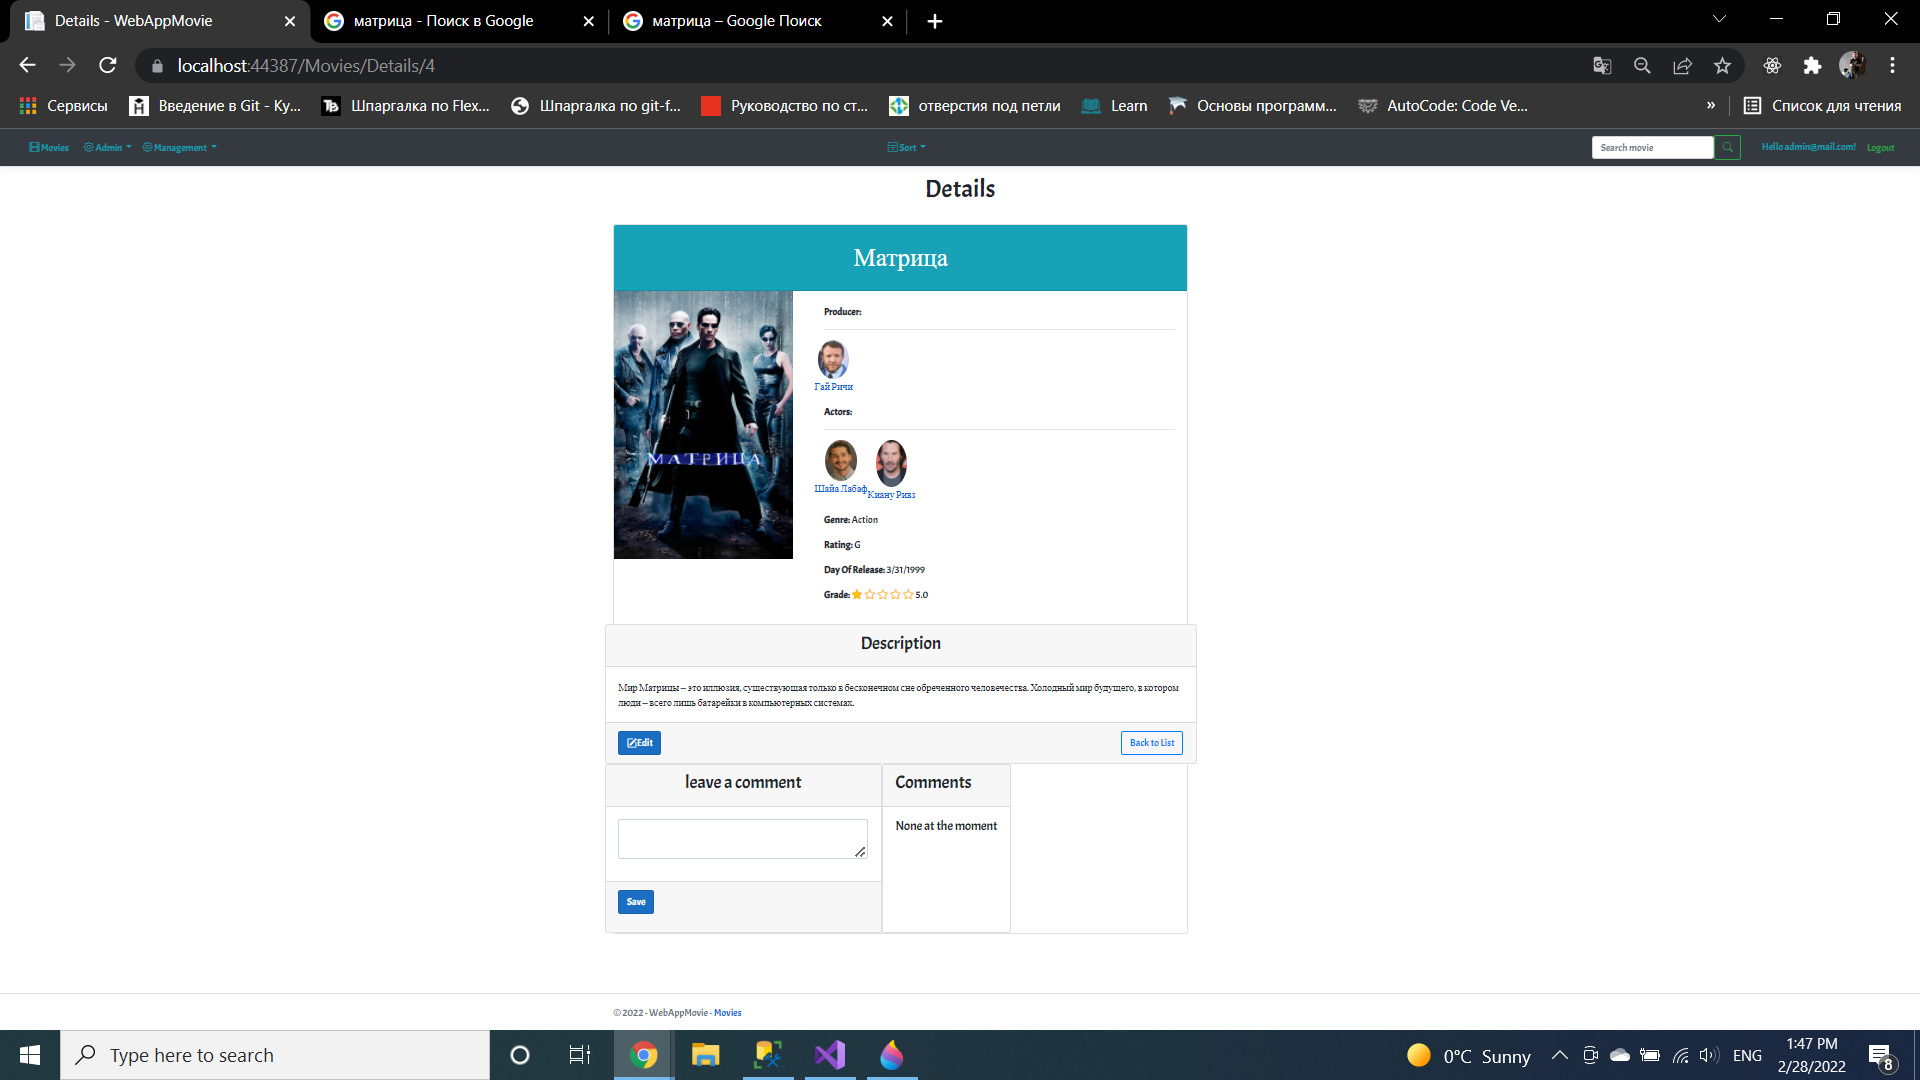 Details - WebAppMovie
матрица - Поиск в Google
матрица – Google Поиск
localhost:44387/Movies/Details/4
Сервисы
Введение в Git - Ку...
Шпаргалка по Flex...
Шпаргалка по git-f...
Руководство по ст...
отверстия под петли
Learn
Основы программ...
AutoCode: Code Ve...
»
Список для чтения
Movies
Admin
Management
Sort
Search movie
Hello admin@mail.com!
Logout
Details
Матрица
МАТРИЦА
Producer:
Гай Ричи
Actors:
Шайа Лабаф
Киану Ривз
Genre: Action
Rating: G
Day Of Release: 3/31/1999
Grade: 5.0
Description
Мир Матрицы – это иллюзия, существующая только в бесконечном сне обреченного человечества. Холодный мир будущего, в котором
люди – всего лишь батарейки в компьютерных системах.
Edit
Back to List
leave a comment
Comments
None at the moment
Save
© 2022 - WebAppMovie - Movies
Type here to search
0°C Sunny
ENG
1:47 PM
2/28/2022
8